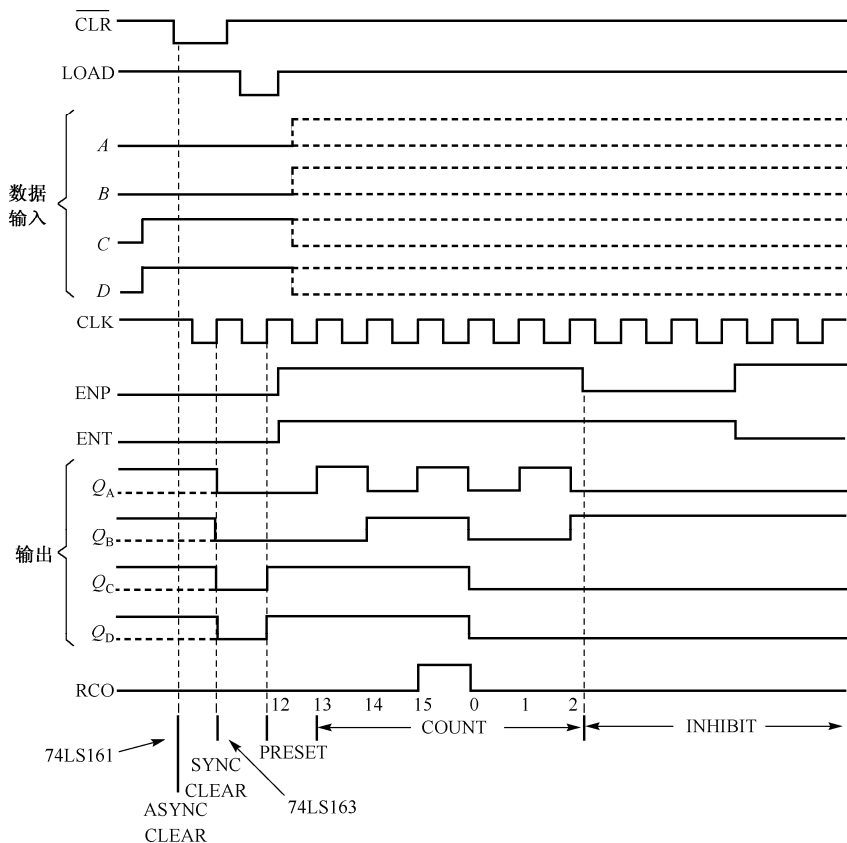 CLR
LOAD
A
B
数据
输入
C
D
CLK
ENP
ENT
QA
QB
输出
QC
QD
RCO
12 13 14 15 0 1 2
COUNT
INHIBIT
PRESET
74LS161
SYNC
CLEAR
74LS163
ASYNC
CLEAR